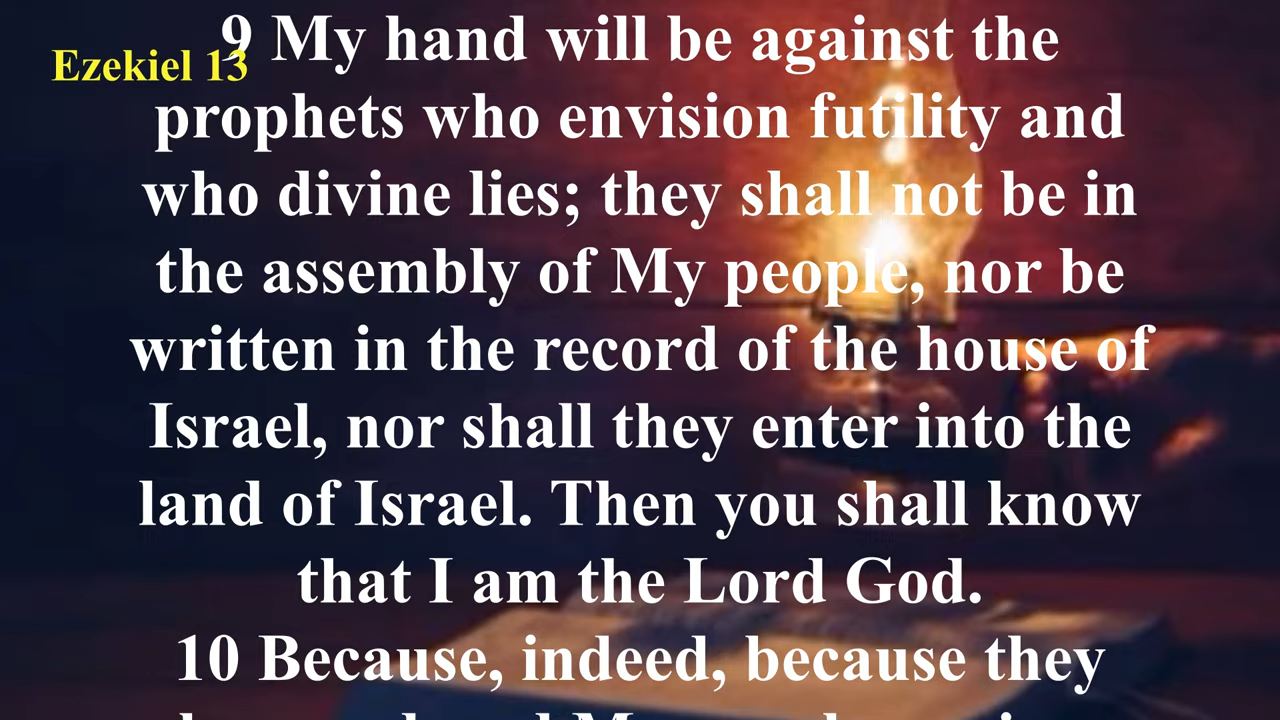 Ezekiel 13
9 My hand will be against the
prophets who envision futility and
who divine lies; they shall not be in
the assembly of My people, nor be
written in the record of the house of
Israel, nor shall they enter into the
land of Israel. Then you shall know
that I am the Lord God.
10 Because, indeed, because they